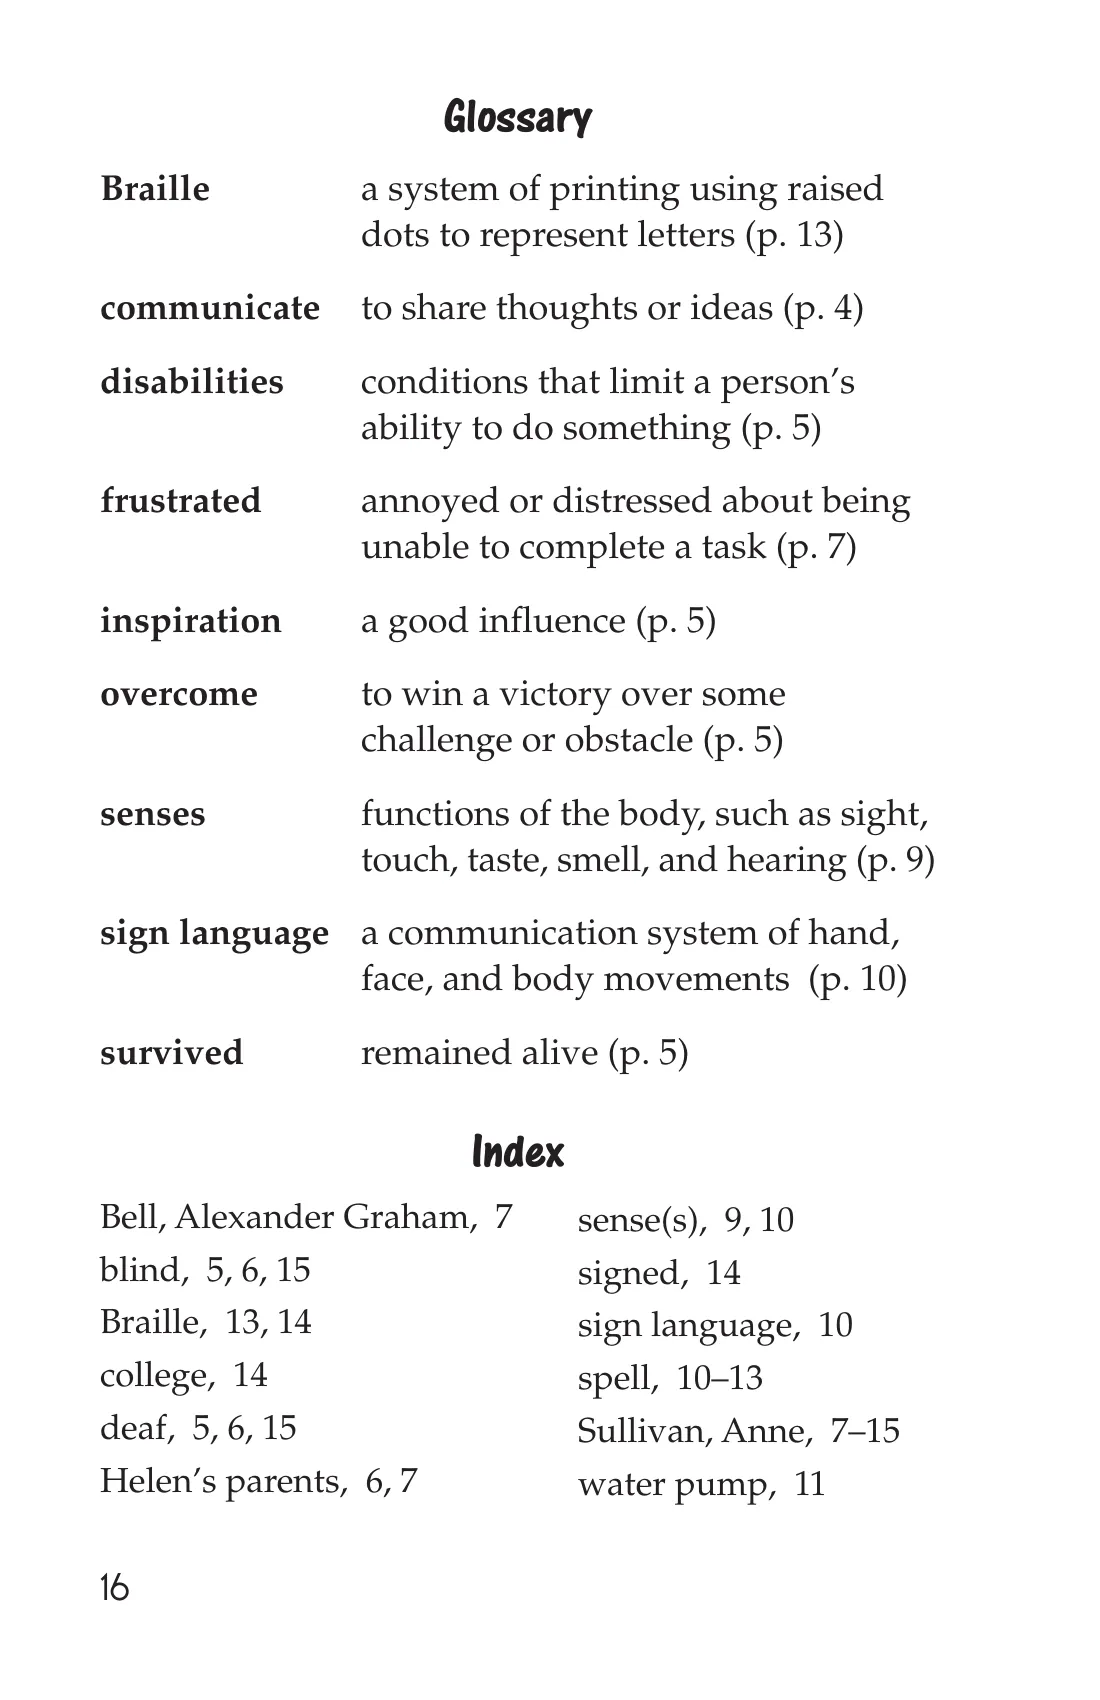 Glossary
Braille a system of printing using raised
dots to represent letters (p. 13)
communicate to share thoughts or ideas (p. 4)
disabilities conditions that limit a person’s
ability to do something (p. 5)
frustrated annoyed or distressed about being
unable to complete a task (p. 7)
inspiration a good influence (p. 5)
overcome to win a victory over some
challenge or obstacle (p. 5)
senses functions of the body, such as sight,
touch, taste, smell, and hearing (p. 9)
sign language a communication system of hand,
face, and body movements (p. 10)
survived remained alive (p. 5)
Index
Bell, Alexander Graham, 7
blind, 5, 6, 15
Braille, 13, 14
college, 14
deaf, 5, 6, 15
Helen’s parents, 6, 7
sense(s), 9, 10
signed, 14
sign language, 10
spell, 10–13
Sullivan, Anne, 7–15
water pump, 11
16